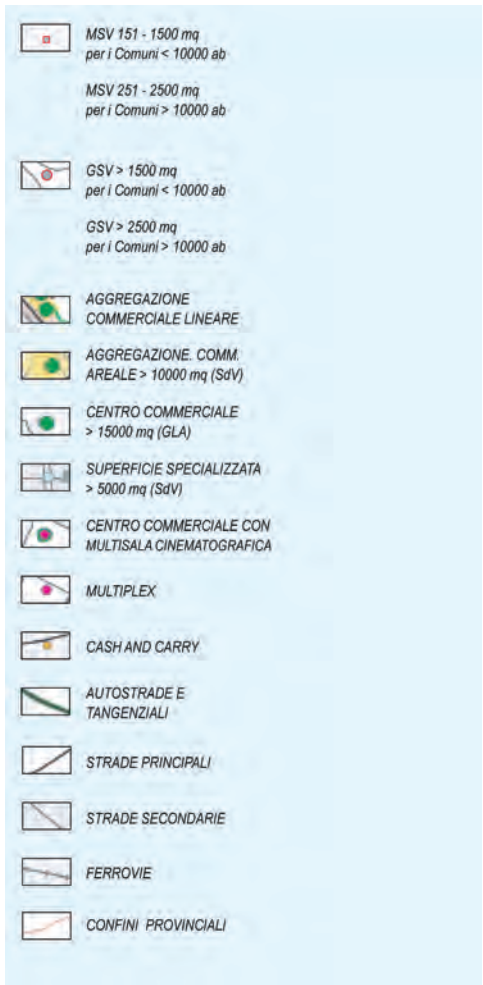 MSV 151 - 1500 mq
per i Comuni < 10000 ab
MSV 251 - 2500 mq
per i Comuni > 10000 ab
GSV > 1500 mq
per i Comuni < 10000 ab
GSV > 2500 mq
per i Comuni > 10000 ab
AGGREGAZIONE
COMMERCIALE LINEARE
AGGREGAZIONE. COMM.
AREALE > 10000 mq (SdV)
CENTRO COMMERCIALE
> 15000 mq (GLA)
SUPERFICIE SPECIALIZZATA
> 5000 mq (SdV)
CENTRO COMMERCIALE CON
MULTISALA CINEMATOGRAFICA
MULTIPLEX
CASH AND CARRY
AUTOSTRADE E
TANGENZIALI
STRADE PRINCIPALI
STRADE SECONDARIE
FERROVIE
CONFINI PROVINCIALI